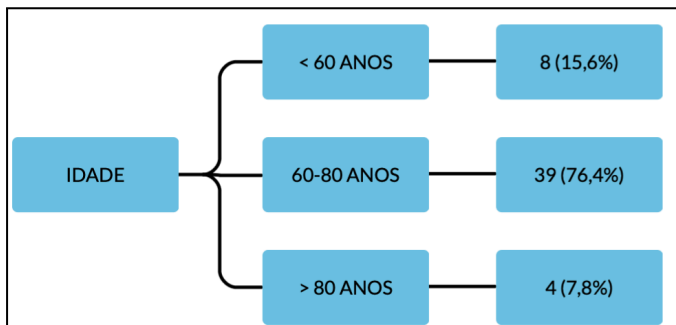 IDADE
< 60 ANOS
8 (15,6%)
60-80 ANOS
39 (76,4%)
> 80 ANOS
4 (7,8%)